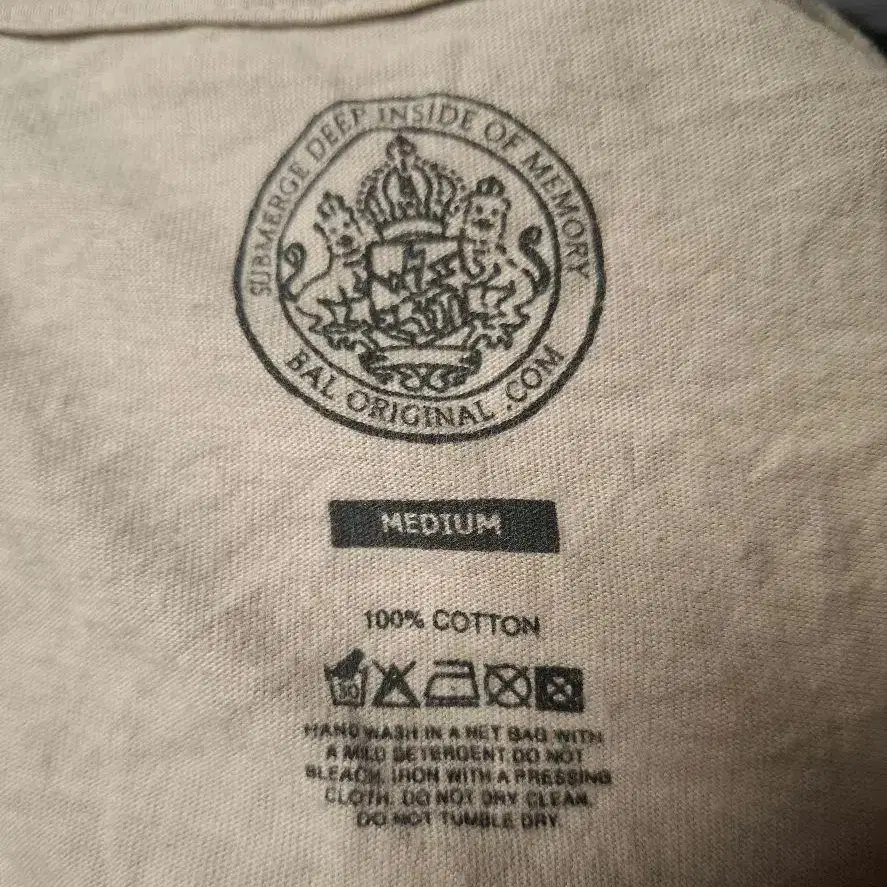 SUBMERGE DEEP INSIDE OF MEMORY
BAL ORIGINAL .COM
MEDIUM
100% COTTON
30
HAND WASH IN A NET BAG WITH
A MILD DETERGENT. DO NOT
BLEACH. IRON WITH A PRESSING
CLOTH. DO NOT DRY CLEAN.
DO NOT TUMBLE DRY.